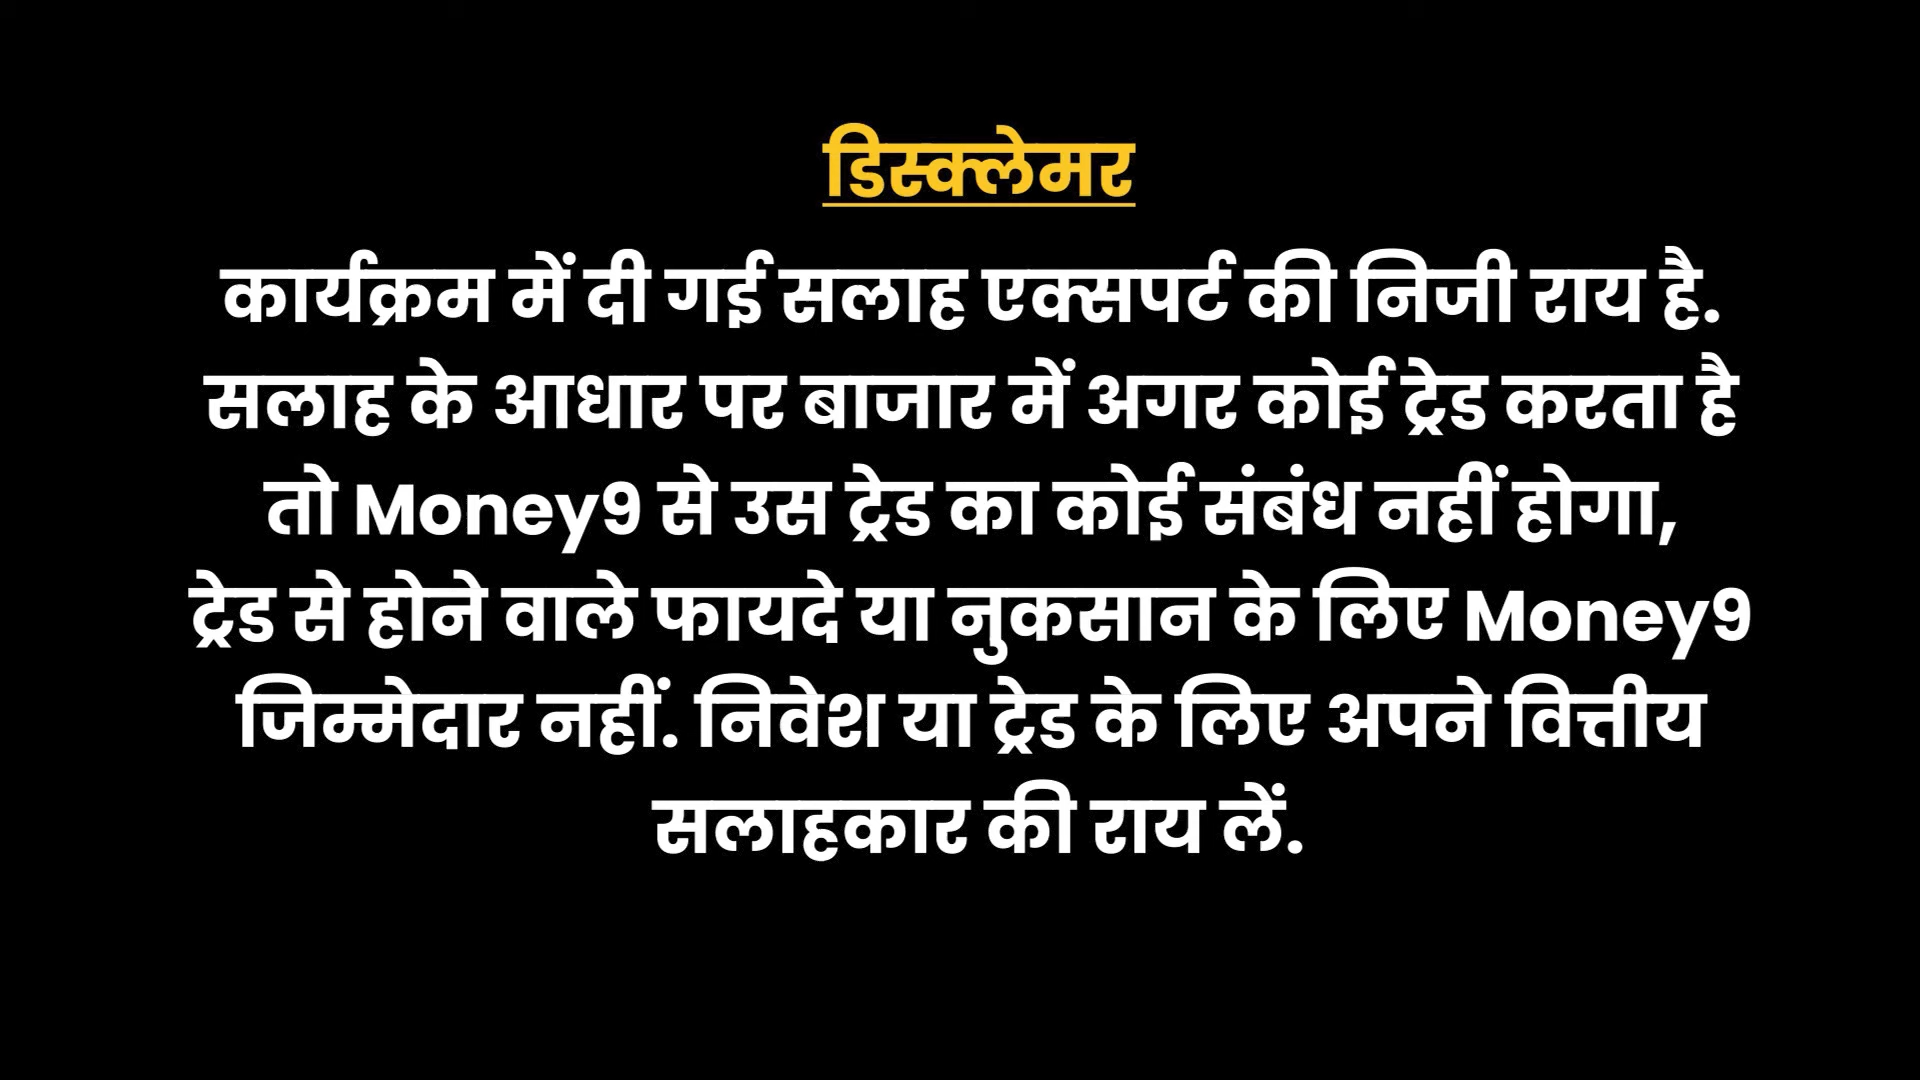 डिस्क्लेमर
कार्यक्रम में दी गई सलाह एक्सपर्ट की निजी राय है.
सलाह के आधार पर बाजार में अगर कोई ट्रेड करता है
तो Money9 से उस ट्रेड का कोई संबंध नहीं होगा,
ट्रेड से होने वाले फायदे या नुकसान के लिए Money9
जिम्मेदार नहीं. निवेश या ट्रेड के लिए अपने वित्तीय
सलाहकार की राय लें.